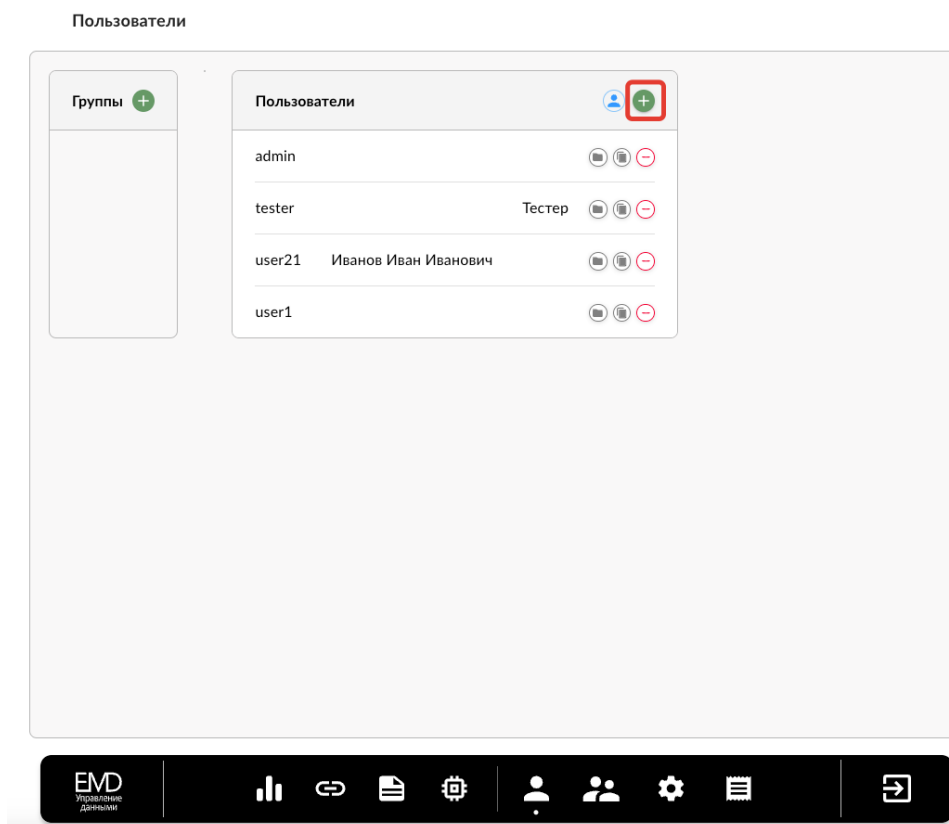 Пользователи
Группы
Пользователи
admin
tester Тестер
user21 Иванов Иван Иванович
user1
EMD
Управление
данными